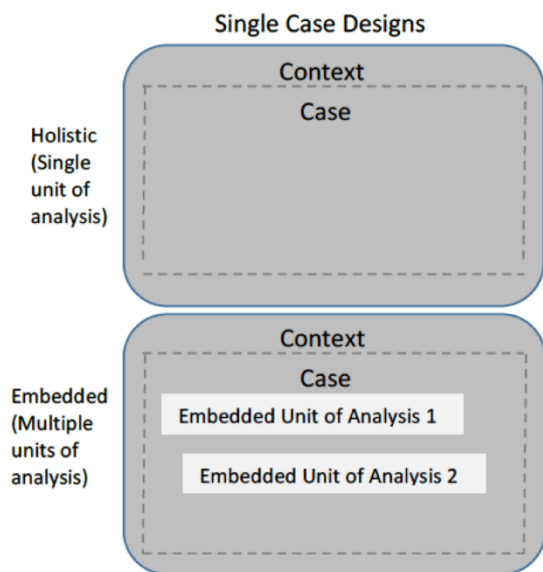 Single Case Designs
Context
Case
Holistic
(Single
unit of
analysis)
Context
Case
Embedded
(Multiple
units of
analysis)
Embedded Unit of Analysis 1
Embedded Unit of Analysis 2